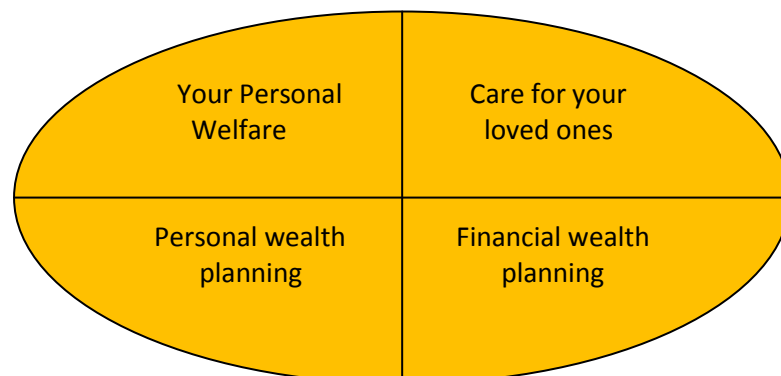 Your Personal
Welfare
Care for your
loved ones
Personal wealth
planning
Financial wealth
planning